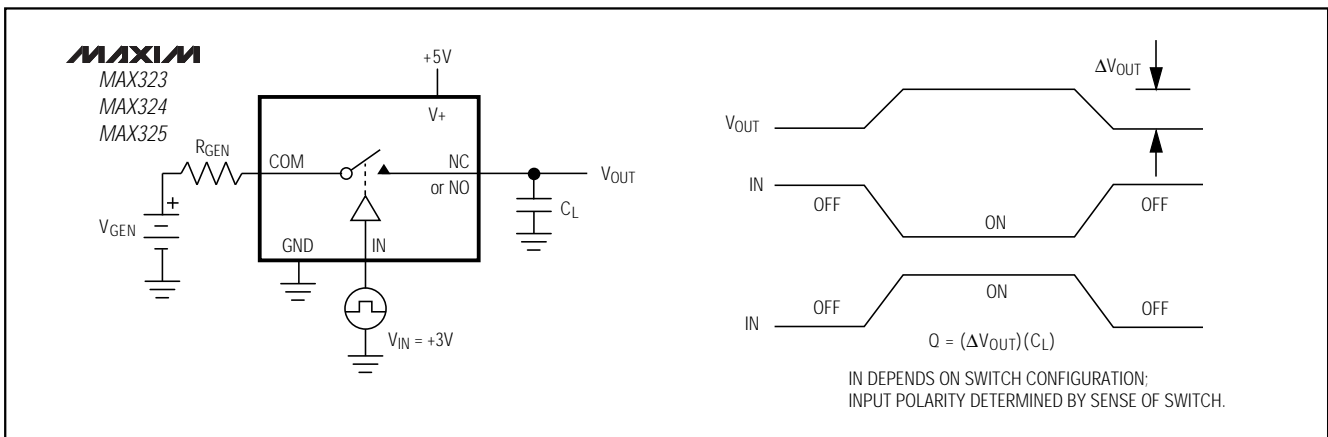 MAXIM
MAX323
MAX324
MAX325
+5V
V+
RGEN
COM
NC
or NO
VOUT
CL
VGEN
+
GND
IN
VIN = +3V
ΔVOUT
VOUT
IN
OFF
ON
OFF
IN
OFF
ON
OFF
Q = (ΔVOUT)(CL)
IN DEPENDS ON SWITCH CONFIGURATION;
INPUT POLARITY DETERMINED BY SENSE OF SWITCH.